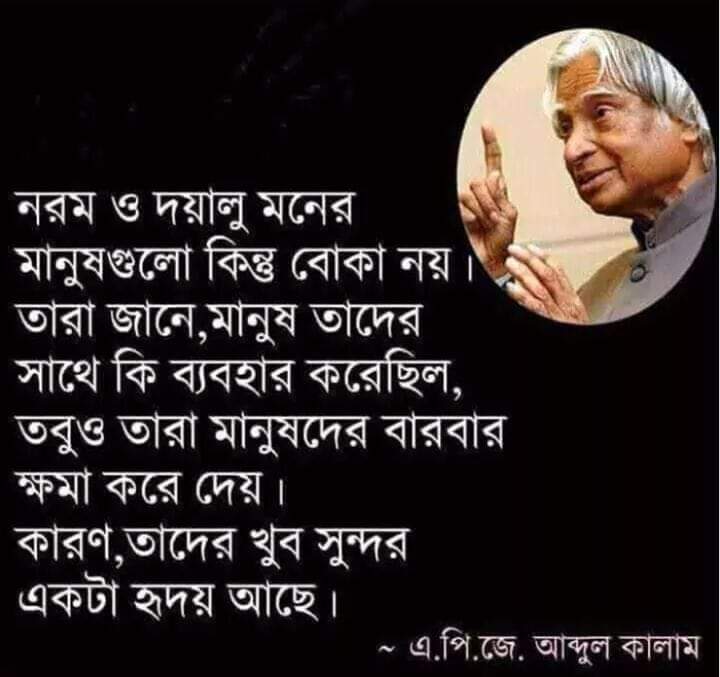 নরম ও দয়ালু মনের
মানুষগুলো কিন্তু বোকা নয়।
তারা জানে,মানুষ তাদের
সাথে কি ব্যবহার করেছিল,
তবুও তারা মানুষদের বারবার
ক্ষমা করে দেয়।
কারণ,তাদের খুব সুন্দর
একটা হৃদয় আছে।
~ এ.পি.জে. আব্দুল কালাম